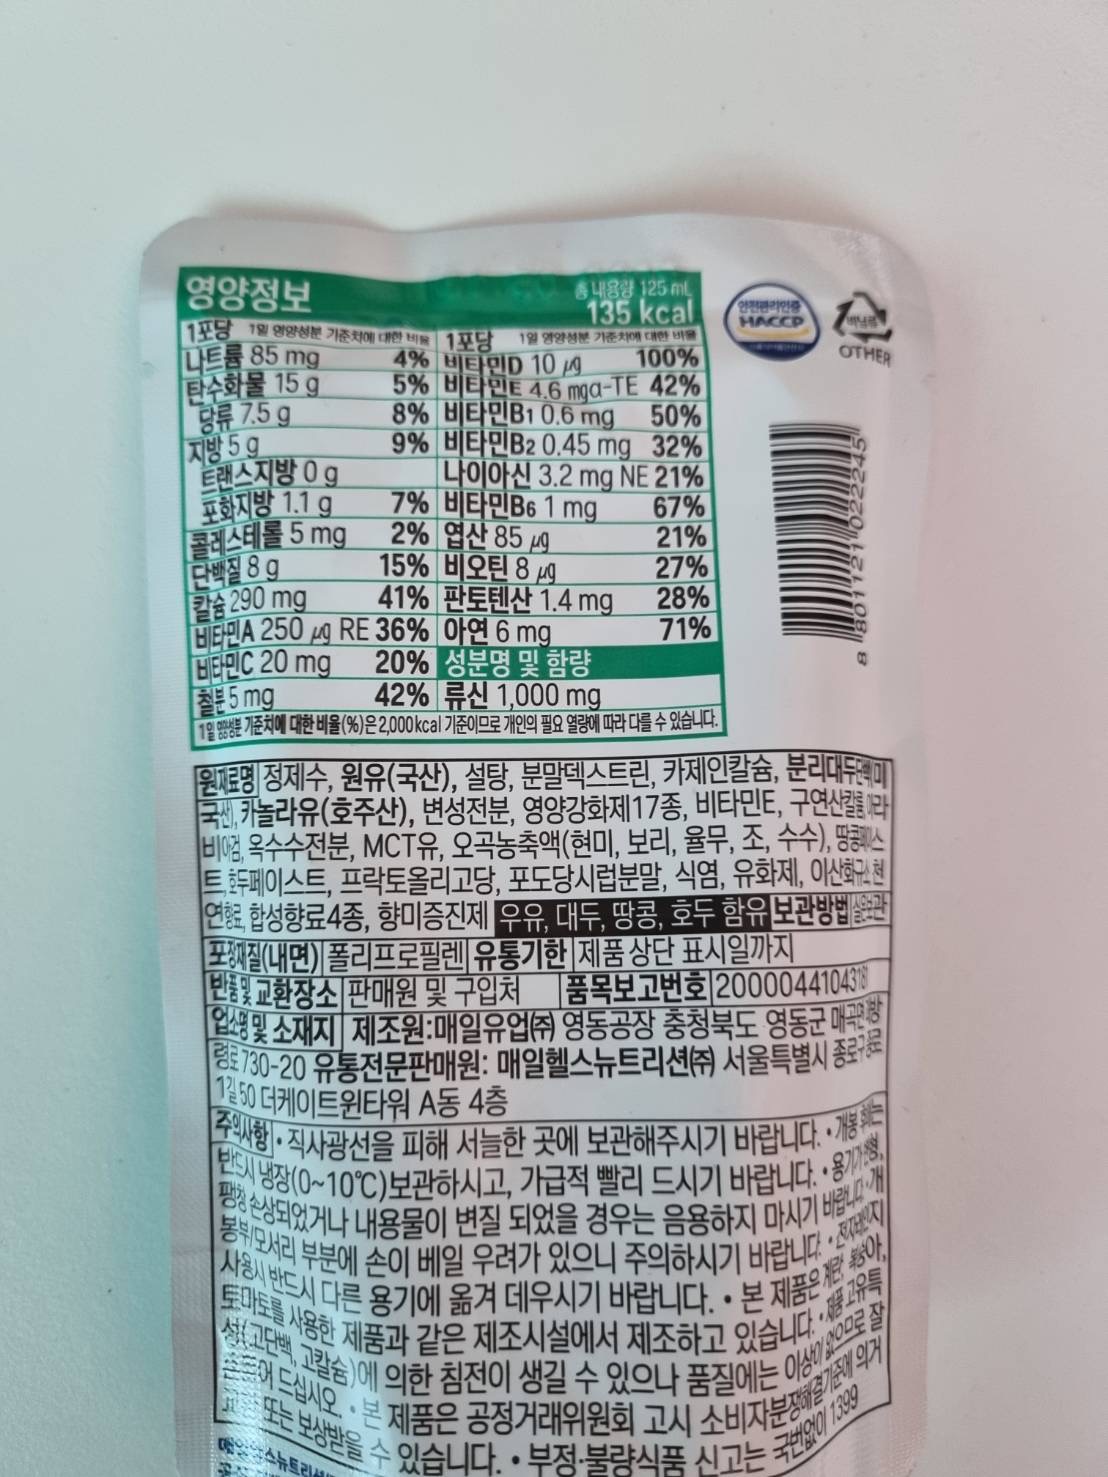 영양정보
총 내용량 125 mL
135 kcal
1포당 1일 영양성분 기준치에 대한 비율
나트륨 85 mg 4%
탄수화물 15 g 5%
당류 7.5 g 8%
지방 5 g 9%
트랜스지방 0 g
포화지방 1.1 g 7%
콜레스테롤 5 mg 2%
단백질 8 g 15%
칼슘 290 mg 41%
비타민A 250 μg RE 36%
비타민C 20 mg 20%
철분 5 mg 42%
1포당 1일 영양성분 기준치에 대한 비율
비타민D 10 μg 100%
비타민E 4.6 mgα-TE 42%
비타민B1 0.6 mg 50%
비타민B2 0.45 mg 32%
나이아신 3.2 mg NE 21%
비타민B6 1 mg 67%
엽산 85 μg 21%
비오틴 8 μg 27%
판토텐산 1.4 mg 28%
아연 6 mg 71%
성분명 및 함량
류신 1,000 mg
1일 영양성분 기준치에 대한 비율(%)은 2,000kcal 기준이므로 개인의 필요 열량에 따라 다를 수 있습니다.
안전관리인증
HACCP
비닐류
OTHER
8 801121 022245
원재료명 정제수, 원유(국산), 설탕, 분말덱스트린, 카제인칼슘, 분리대두단백(미
국산), 카놀라유(호주산), 변성전분, 영양강화제17종, 비타민E, 구연산칼륨, 아라
비아검, 옥수수전분, MCT유, 오곡농축액(현미, 보리, 율무, 조, 수수), 땅콩페이스
트, 호두페이스트, 프락토올리고당, 포도당시럽분말, 식염, 유화제, 이산화규소, 천
연향료, 합성향료4종, 향미증진제 우유, 대두, 땅콩, 호두 함유 보관방법 실온보관
포장재질(내면) 폴리프로필렌 유통기한 제품 상단 표시일까지
반품 및 교환장소 판매원 및 구입처 품목보고번호
업소명 및 소재지 제조원:매일유업㈜ 영동공장 충청북도 영동군 매곡면 괘방
령로 730-20 유통전문판매원: 매일헬스뉴트리션㈜ 서울특별시 종로구 종로
1길 50 더케이트윈타워 A동 4층
주의사항 • 직사광선을 피해 서늘한 곳에 보관해주시기 바랍니다. • 개봉 후에는
반드시 냉장(0~10℃)보관하시고, 가급적 빨리 드시기 바랍니다. • 용기가 변형,
팽창, 손상되었거나 내용물이 변질 되었을 경우는 음용하지 마시기 바랍니다. • 개
봉부/모서리 부분에 손이 베일 우려가 있으니 주의하시기 바랍니다. • 전자레인지
사용시 반드시 다른 용기에 옮겨 데우시기 바랍니다. • 본 제품은 계란, 복숭아,
토마토를 사용한 제품과 같은 제조시설에서 제조하고 있습니다. • 제품 고유특
성(고단백, 고칼슘)에 의한 침전이 생길 수 있으나 품질에는 이상이 없으므로 잘
흔들어 드십시오. • 본 제품은 공정거래위원회 고시 소비자분쟁해결기준에 의거
교환 또는 보상받을 수 있습니다. • 부정·불량식품 신고는 국번없이 1399